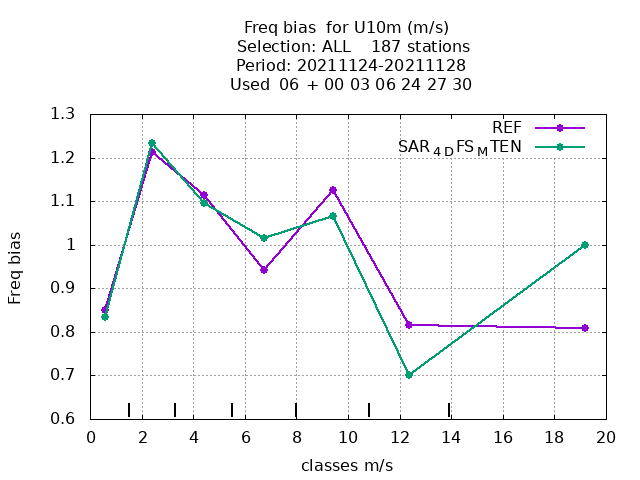 Freq bias  for U10m (m/s)
Selection: ALL    187 stations
Period: 20211124-20211128
Used  06  + 00 03 06 24 27 30
1.3
REF
SAR4DFSMTEN
1.2
1.1
1
0.9
0.8
0.7
0.6
Freq bias
0 2 4 6 8 10 12 14 16 18 20
classes m/s